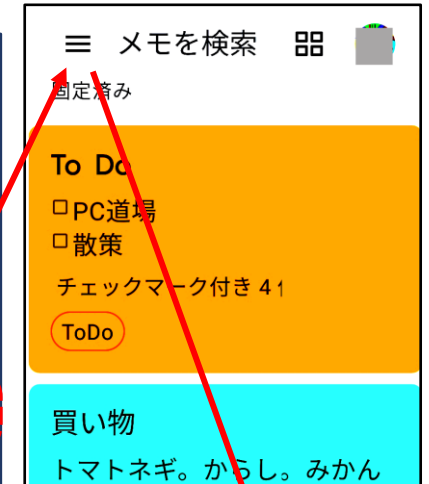 メモを検索
固定済み
To Do
PC道場
散策
チェックマーク付き 4
ToDo
買い物
トマトネギ。からし。みかん